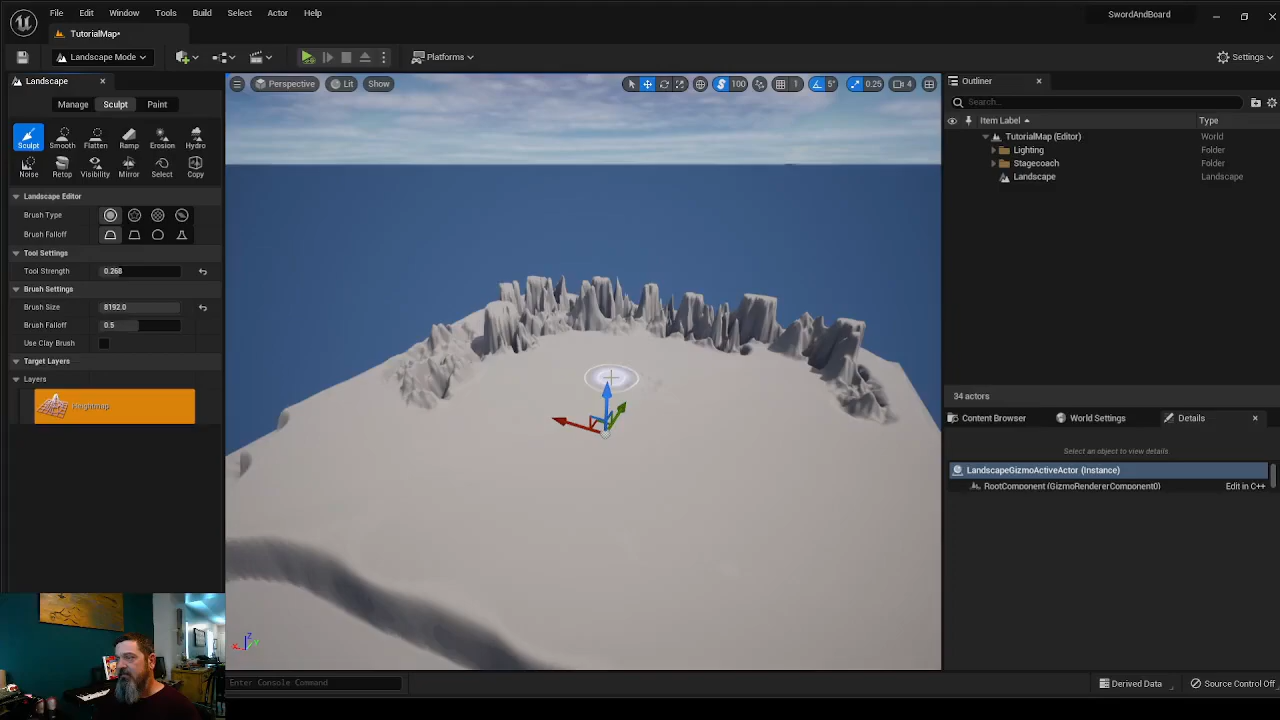 File Edit Window Tools Build Select Actor Help
SwordAndBoard
TutorialMap•
Landscape Mode
Platforms
Settings
Landscape
Perspective Lit Show
100 1 5° 0.25 4
Outliner
Manage Sculpt Paint
Search...
Item Label Type
Sculpt Smooth Flatten Ramp Erosion Hydro
TutorialMap (Editor) World
Lighting Folder
Stagecoach Folder
Noise Retop Visibility Mirror Select Copy
Landscape Landscape
Landscape Editor
Brush Type
Brush Falloff
Tool Settings
Tool Strength 0.268
Brush Settings
Brush Size 8192.0
Brush Falloff 0.5
Use Clay Brush
Target Layers
Layers
Heightmap
34 actors
Content Browser World Settings Details
Select an object to view details
LandscapeGizmoActiveActor (Instance)
RootComponent (GizmoRendererComponent0) Edit in C++
Z
X Y
Enter Console Command
Derived Data Source Control Off